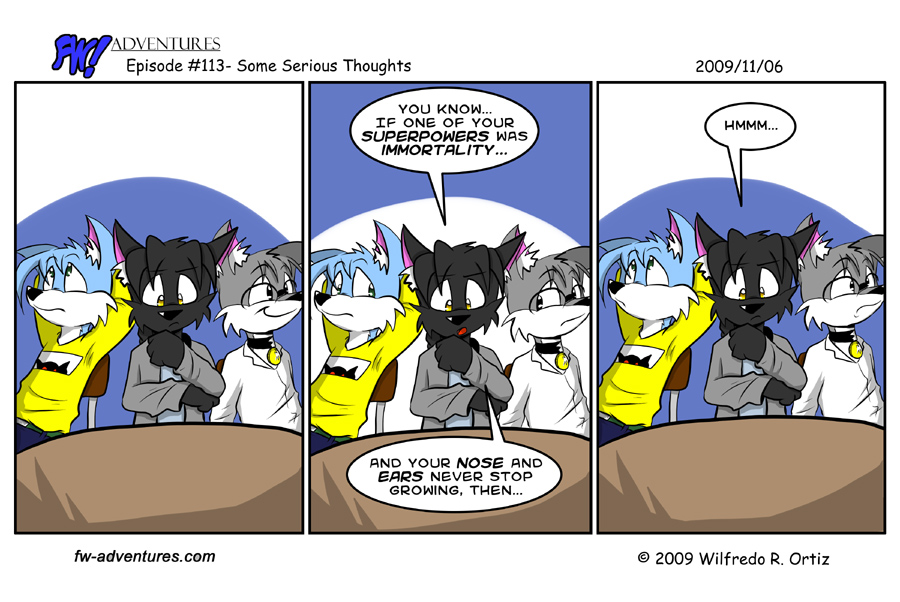 FW! ADVENTURES
Episode #113- Some Serious Thoughts
2009/11/06
YOU KNOW...
IF ONE OF YOUR
SUPERPOWERS WAS
IMMORTALITY...
AND YOUR NOSE AND
EARS NEVER STOP
GROWING, THEN...
HMMM...
fw-adventures.com
© 2009 Wilfredo R. Ortiz